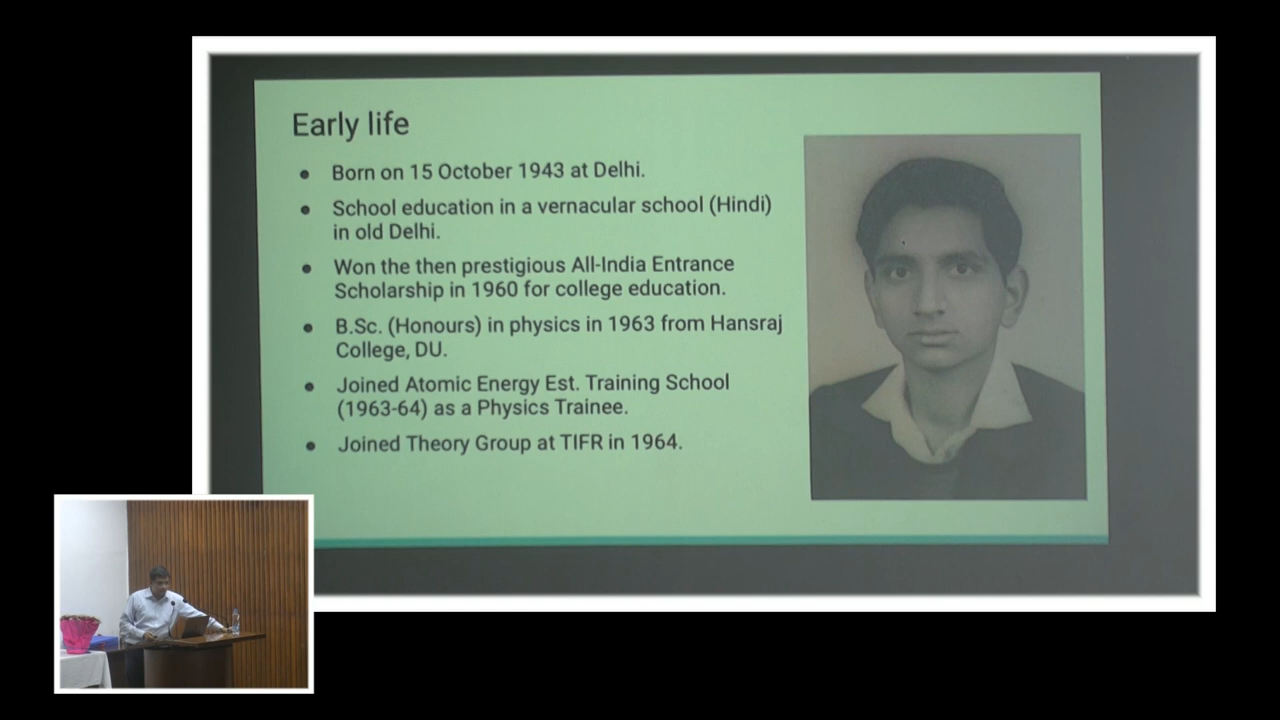 Early life
Born on 15 October 1943 at Delhi.
School education in a vernacular school (Hindi)
in old Delhi.
Won the then prestigious All-India Entrance
Scholarship in 1960 for college education.
B.Sc. (Honours) in physics in 1963 from Hansraj
College, DU.
Joined Atomic Energy Est. Training School
(1963-64) as a Physics Trainee.
Joined Theory Group at TIFR in 1964.